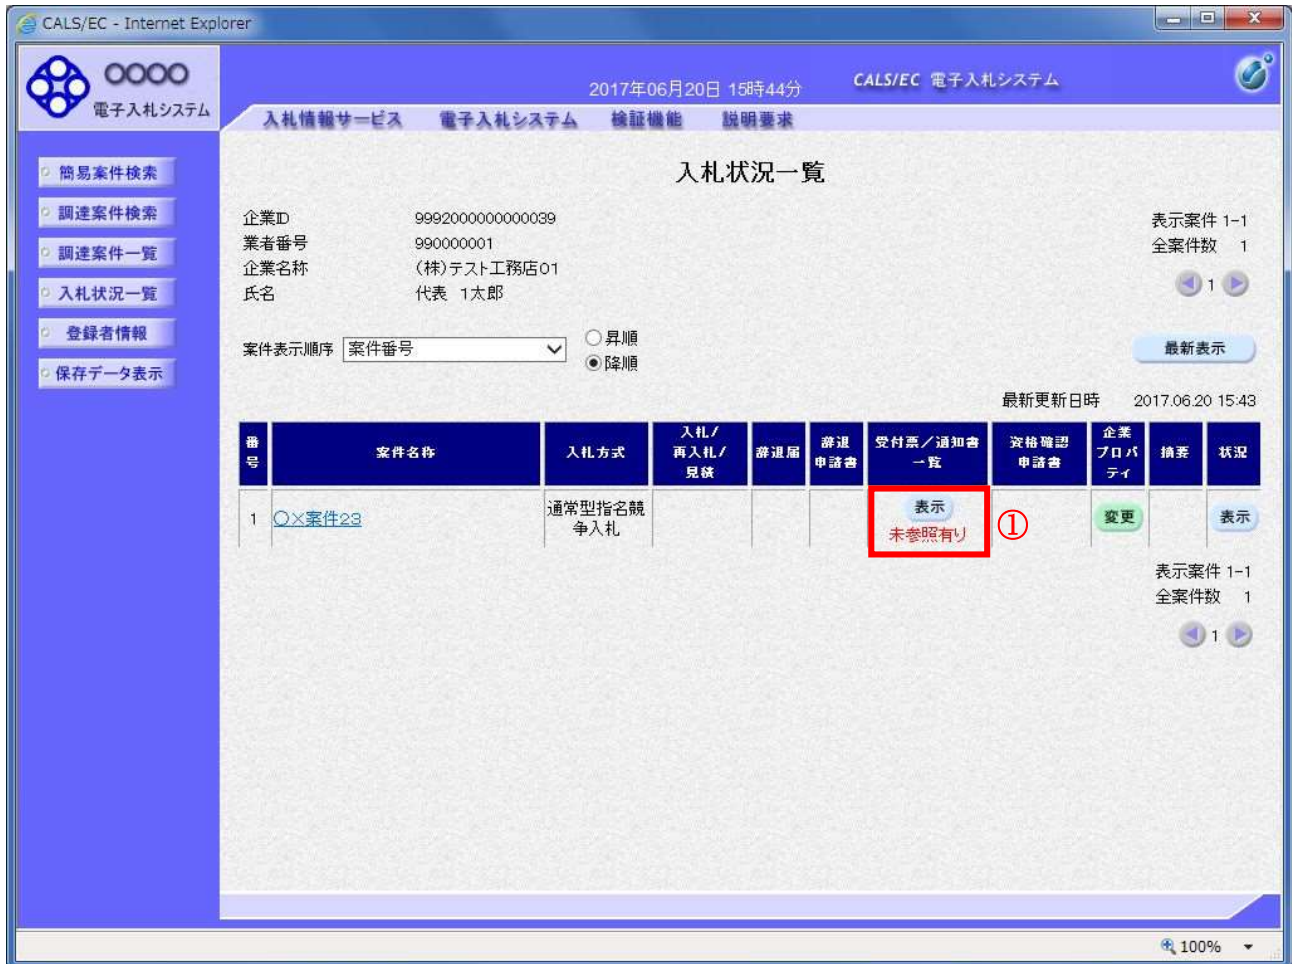 CALS/EC - Internet Explorer
OOOO
電子入札システム
2017年06月20日 15時44分
CALS/EC 電子入札システム
入札情報サービス 電子入札システム 検証機能 説明要求
簡易案件検索
調達案件検索
調達案件一覧
入札状況一覧
登録者情報
保存データ表示
入札状況一覧
企業ID 9992000000000039
業者番号 990000001
企業名称 (株)テスト工務店01
氏名 代表 1太郎
表示案件 1-1
全案件数 1
1
案件表示順序 案件番号
昇順
降順
最新表示
最新更新日時 2017.06.20 15:43
番号 案件名称 入札方式 入札/再入札/見積 辞退届 辞退申請書 受付票/通知書一覧 資格確認申請書 企業プロパティ 摘要 状況
1 〇×案件23 通常型指名競争入札 表示 未参照有り ① 変更 表示
表示案件 1-1
全案件数 1
1
100%